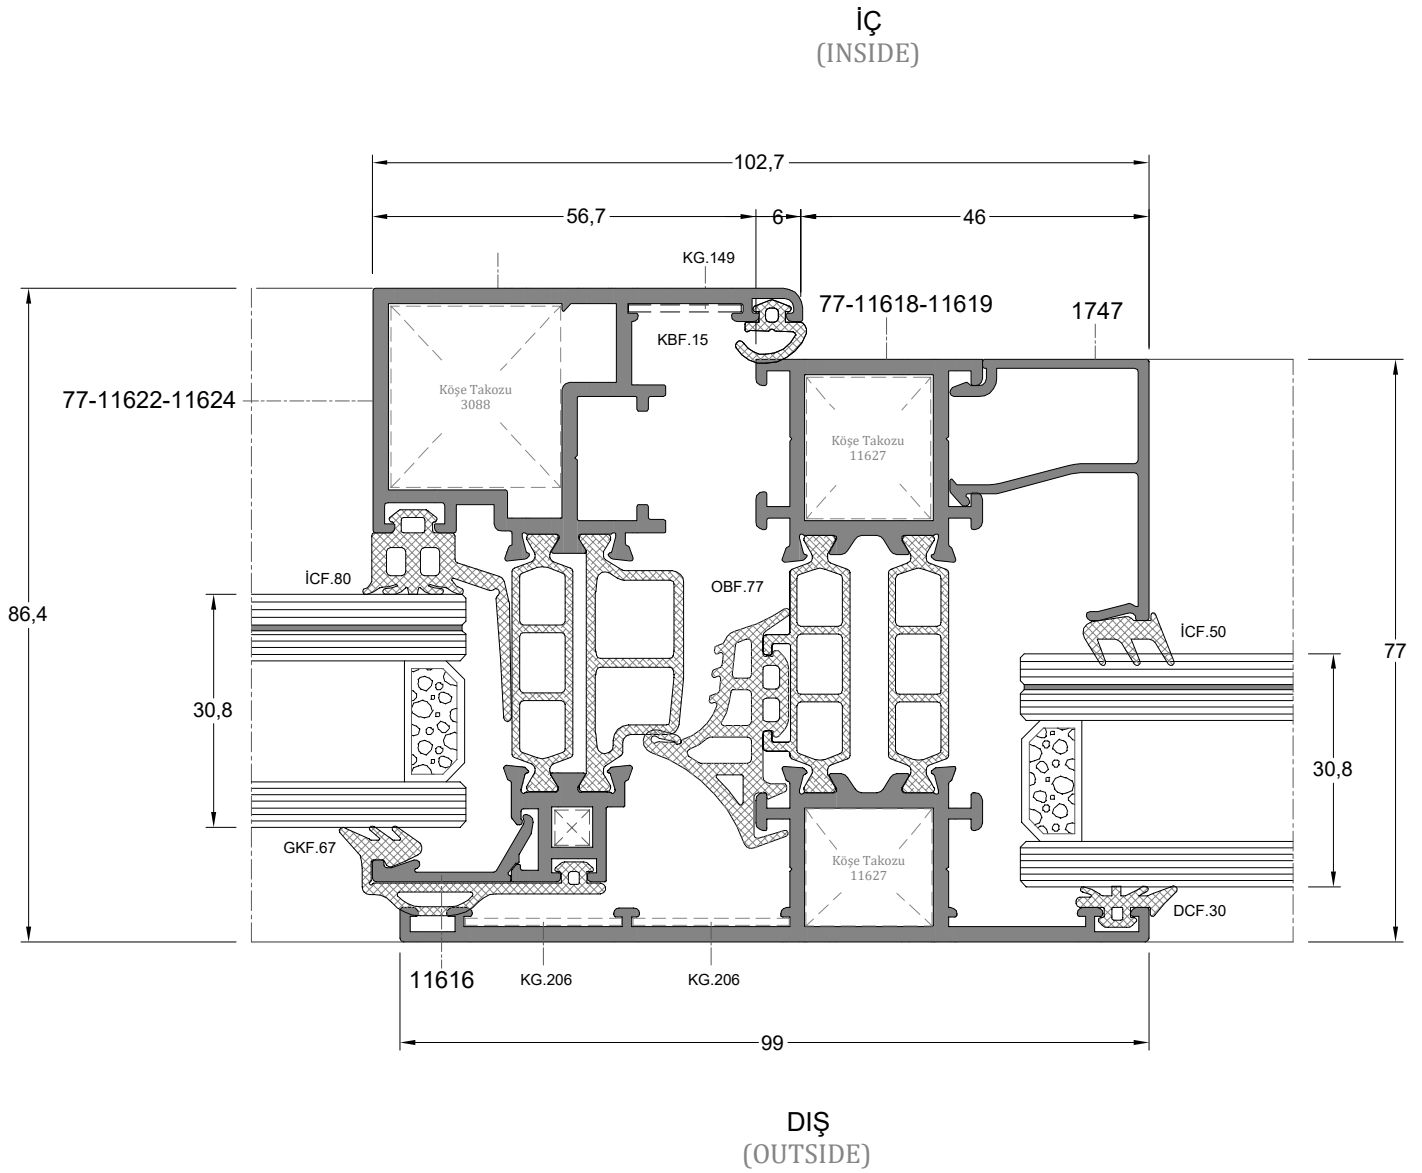 İÇ
(INSIDE)
102,7
56,7
6
46
KG.149
77-11618-11619
1747
KBF.15
77-11622-11624
Köşe Takozu
3088
Köşe Takozu
11627
İCF.80
OBF.77
86,4
İCF.50
77
30,8
30,8
GKF.67
Köşe Takozu
11627
DCF.30
11616
KG.206
KG.206
99
DIŞ
(OUTSIDE)